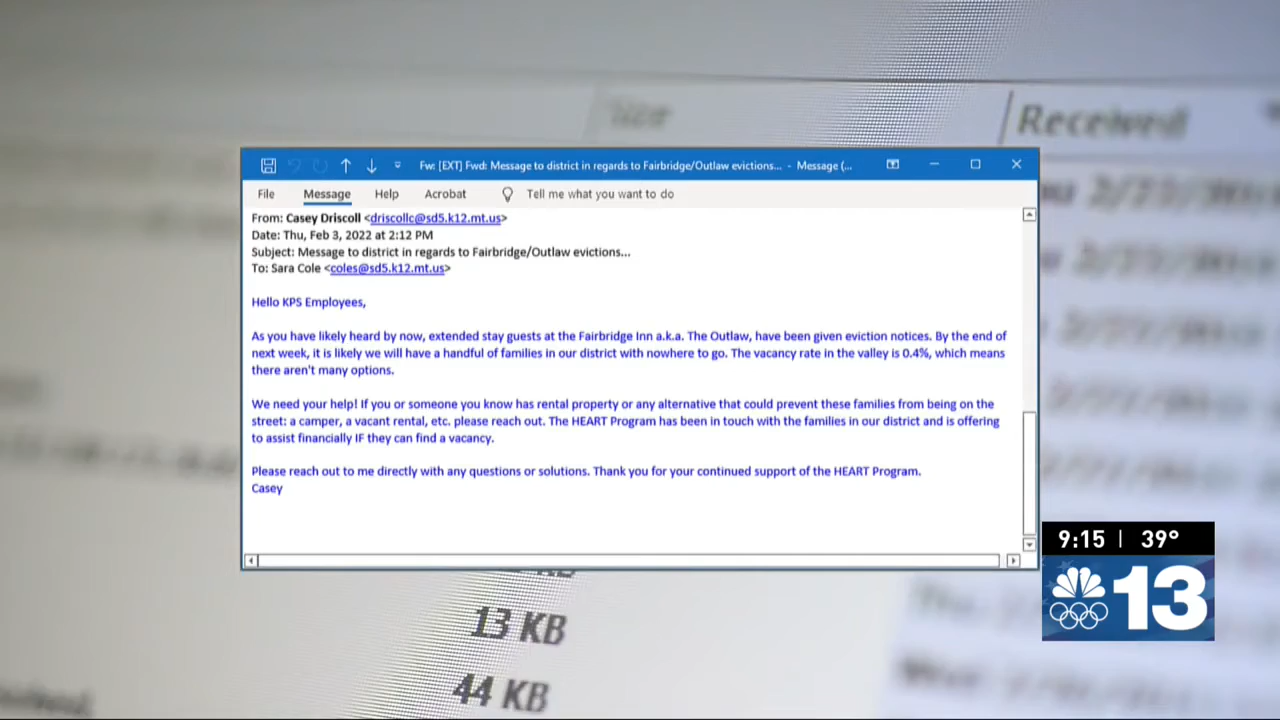 Size
Received
Fw: [EXT] Fwd: Message to district in regards to Fairbridge/Outlaw evictions... - Message (...
File Message Help Acrobat Tell me what you want to do
From: Casey Driscoll <driscollc@sd5.k12.mt.us>
Date: Thu, Feb 3, 2022 at 2:12 PM
Subject: Message to district in regards to Fairbridge/Outlaw evictions...
To: Sara Cole <coles@sd5.k12.mt.us>
Hello KPS Employees,
As you have likely heard by now, extended stay guests at the Fairbridge Inn a.k.a. The Outlaw, have been given eviction notices. By the end of
next week, it is likely we will have a handful of families in our district with nowhere to go. The vacancy rate in the valley is 0.4%, which means
there aren't many options.
We need your help! If you or someone you know has rental property or any alternative that could prevent these families from being on the
street: a camper, a vacant rental, etc. please reach out. The HEART Program has been in touch with the families in our district and is offering
to assist financially IF they can find a vacancy.
Please reach out to me directly with any questions or solutions. Thank you for your continued support of the HEART Program.
Casey
9:15 | 39°
13
13 KB
44 KB